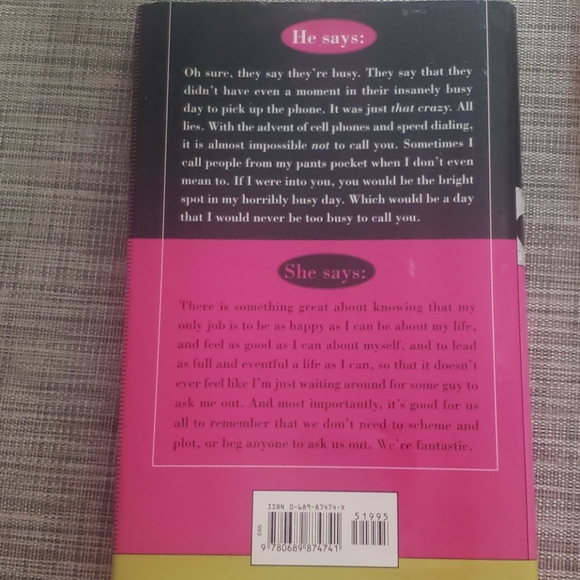 He says:
Oh sure, they say they're busy. They say that they
didn't have even a moment in their insanely busy
day to pick up the phone. It was just that crazy. All
lies. With the advent of cell phones and speed dialing,
it is almost impossible not to call you. Sometimes I
call people from my pants pocket when I don't even
mean to. If I were into you, you would be the bright
spot in my horribly busy day. Which would be a day
that I would never be too busy to call you.
She says:
There is something great about knowing that my
only job is to be as happy as I can be about my life,
and feel as good as I can about myself, and to lead
as full and eventful a life as I can, so that it doesn't
ever feel like I'm just waiting around for some guy to
ask me out. And most importantly, it's good for us
all to remember that we don't need to scheme and
plot, or beg anyone to ask us out. We're fantastic.
ISBN 0-689-87474-X
51995
EAN
9 780689 874741